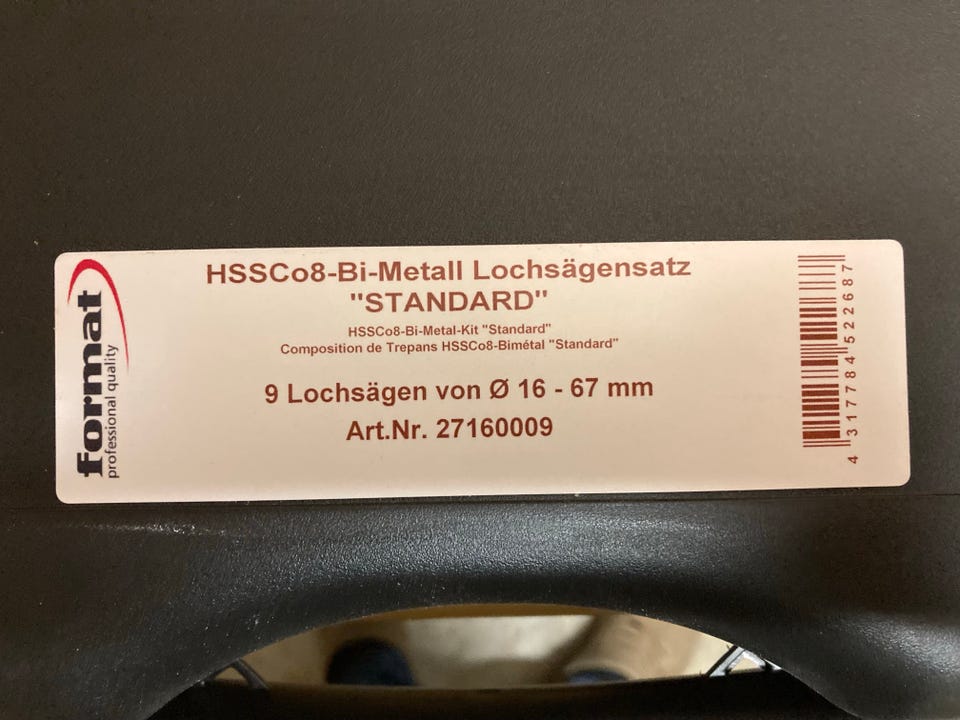 format
professional quality
HSSCo8-Bi-Metall Lochsägensatz
"STANDARD"
HSSCo8-Bi-Metal-Kit "Standard"
Composition de Trepans HSSCo8-Bimétal "Standard"
9 Lochsägen von Ø 16 - 67 mm
Art.Nr. 27160009
4 317784 522687